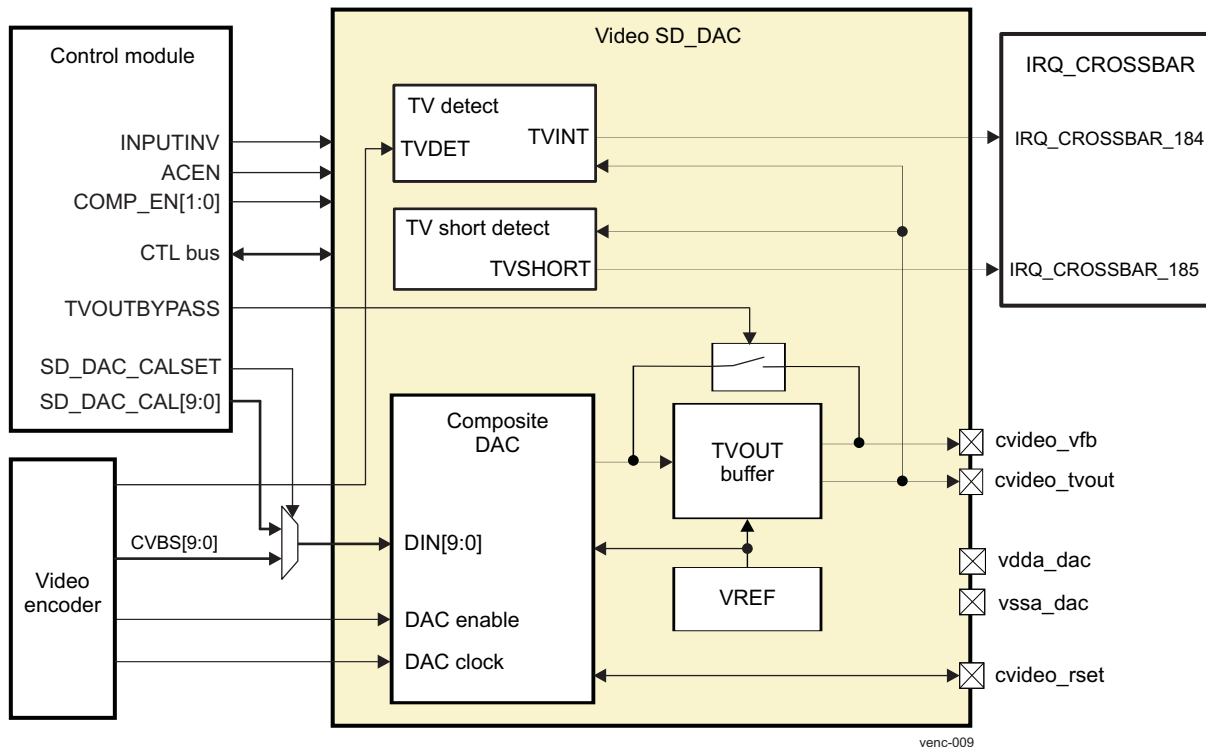 Video SD_DAC
Control module
INPUTINV
ACEN
COMP_EN[1:0]
CTL bus
TVOUTBYPASS
SD_DAC_CALSET
SD_DAC_CAL[9:0]
TV detect
TVDET
TVINT
TV short detect
TVSHORT
IRQ_CROSSBAR
IRQ_CROSSBAR_184
IRQ_CROSSBAR_185
Composite
DAC
DIN[9:0]
DAC enable
DAC clock
TVOUT
buffer
VREF
Video
encoder
CVBS[9:0]
cvideo_vfb
cvideo_tvout
vdda_dac
vssa_dac
cvideo_rset
venc-009